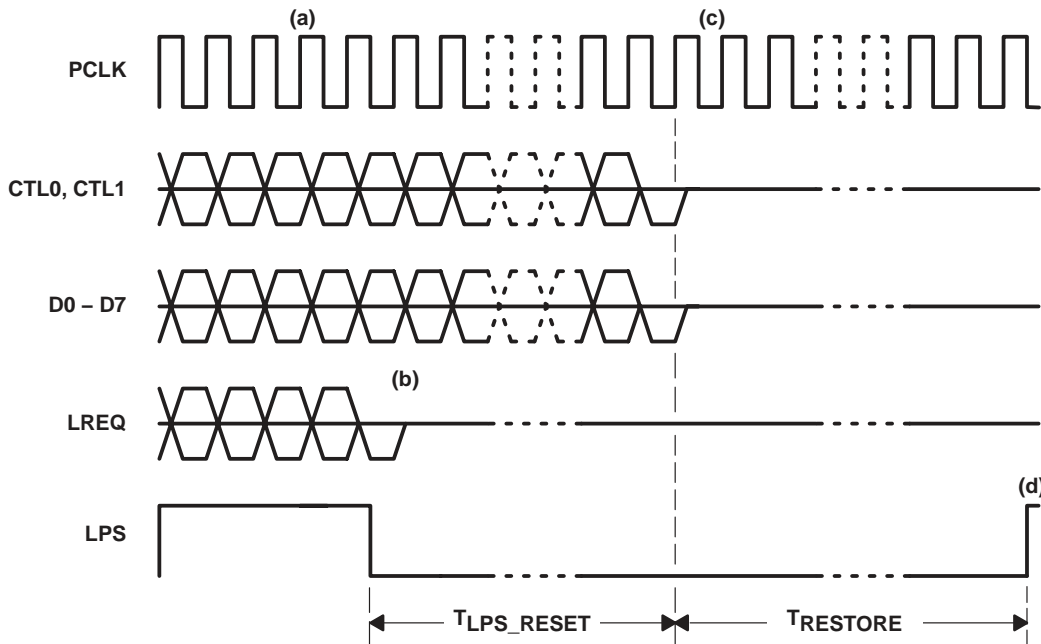 (a) (c)
PCLK
CTL0, CTL1
D0 – D7
(b)
LREQ
(d)
LPS
TLPS_RESET TRESTORE